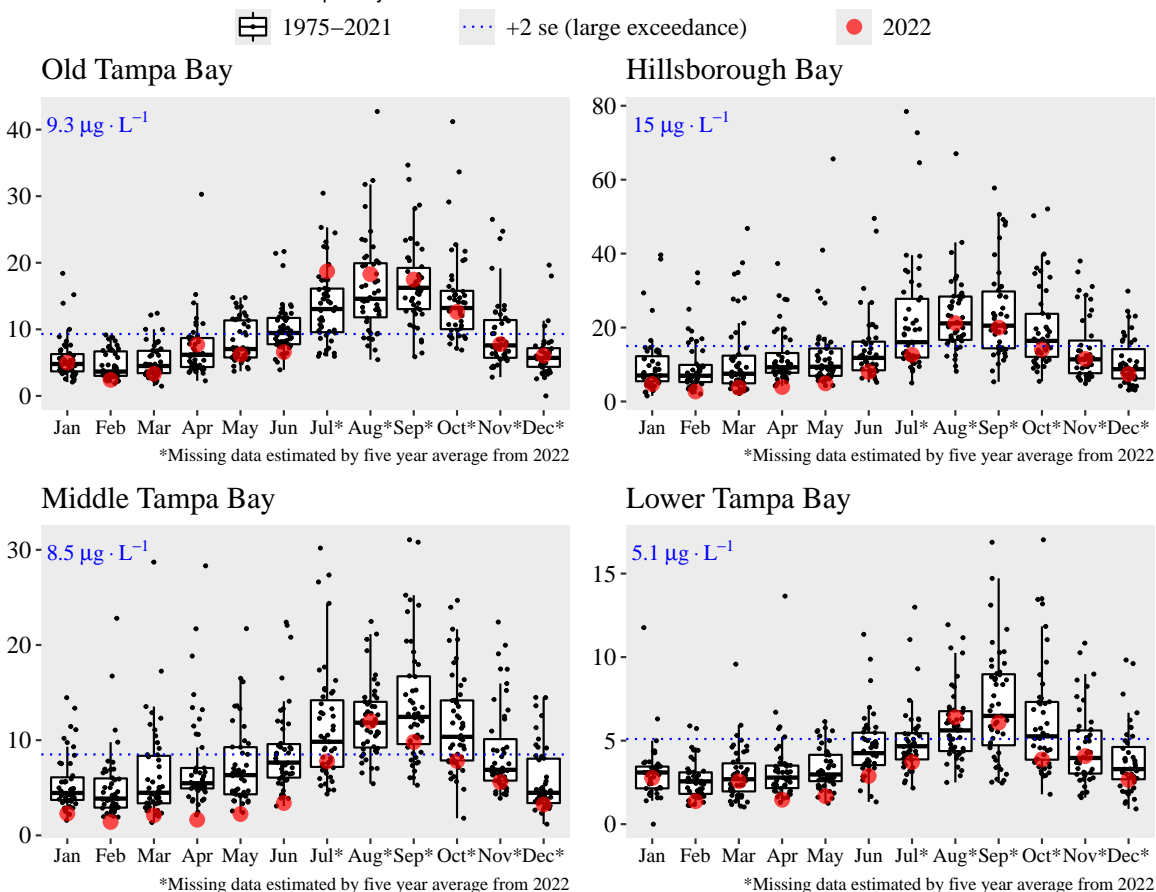 1975–2021 +2 se (large exceedance) 2022
Old Tampa Bay
9.3 μg · L⁻¹
40
30
20
10
0
Jan Feb Mar Apr May Jun Jul* Aug* Sep* Oct* Nov* Dec*
*Missing data estimated by five year average from 2022
Hillsborough Bay
15 μg · L⁻¹
80
60
40
20
0
Jan Feb Mar Apr May Jun Jul* Aug* Sep* Oct* Nov* Dec*
*Missing data estimated by five year average from 2022
Middle Tampa Bay
8.5 μg · L⁻¹
30
20
10
0
Jan Feb Mar Apr May Jun Jul* Aug* Sep* Oct* Nov* Dec*
*Missing data estimated by five year average from 2022
Lower Tampa Bay
5.1 μg · L⁻¹
15
10
5
0
Jan Feb Mar Apr May Jun Jul* Aug* Sep* Oct* Nov* Dec*
*Missing data estimated by five year average from 2022